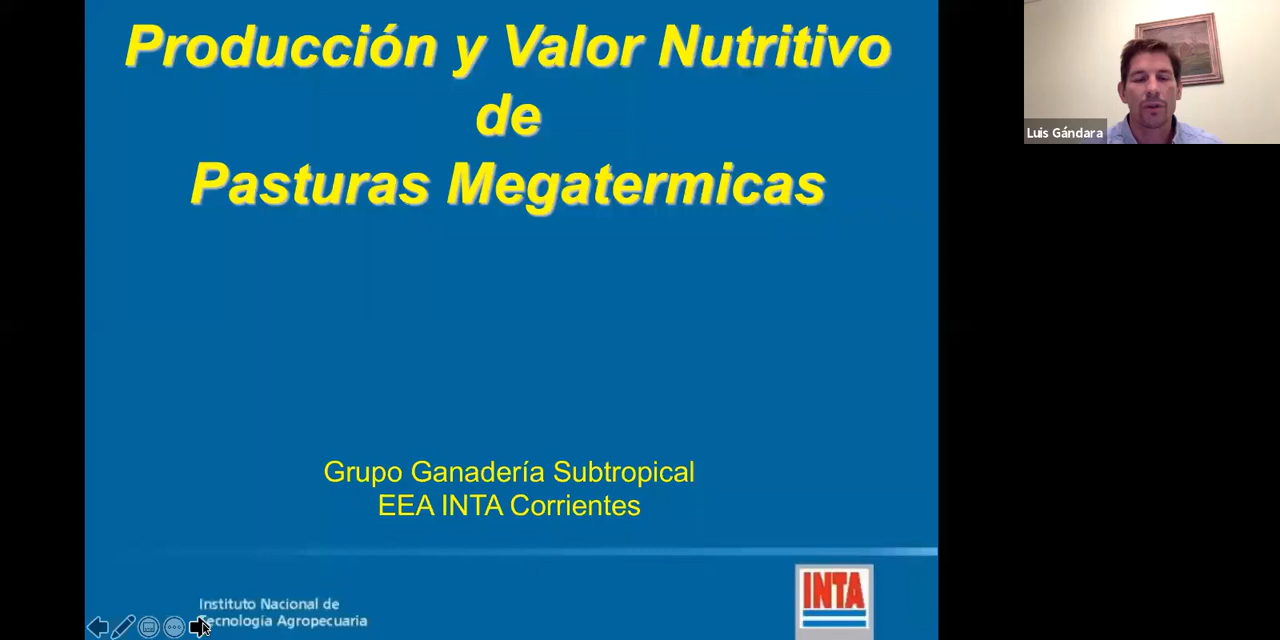 Producción y Valor Nutritivo
de
Pasturas Megatermicas
Luis Gándara
Grupo Ganadería Subtropical
EEA INTA Corrientes
Instituto Nacional de
Tecnología Agropecuaria
INTA